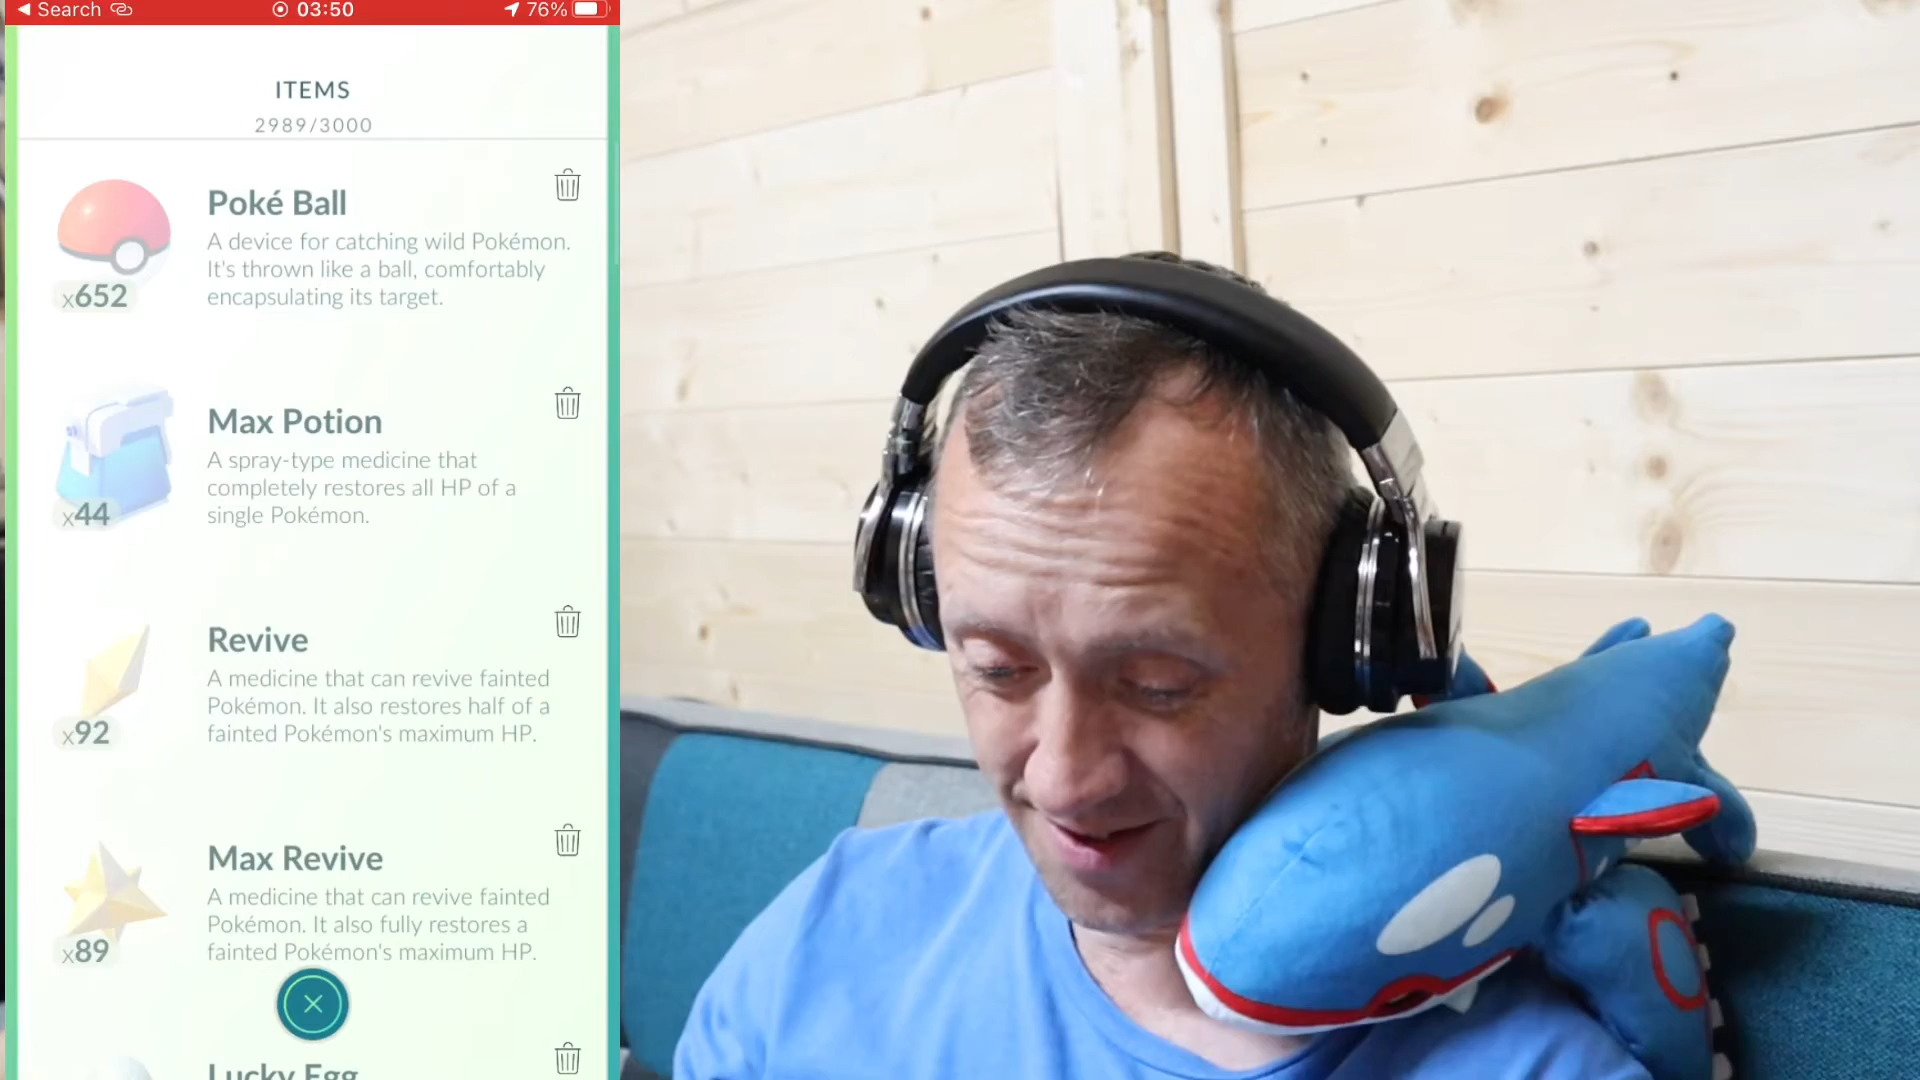 Search
03:50
76%
ITEMS
2989/3000
Poké Ball
A device for catching wild Pokémon.
It's thrown like a ball, comfortably
encapsulating its target.
x652
Max Potion
A spray-type medicine that
completely restores all HP of a
single Pokémon.
x44
Revive
A medicine that can revive fainted
Pokémon. It also restores half of a
fainted Pokémon's maximum HP.
x92
Max Revive
A medicine that can revive fainted
Pokémon. It also fully restores a
fainted Pokémon's maximum HP.
x89
Lucky Egg